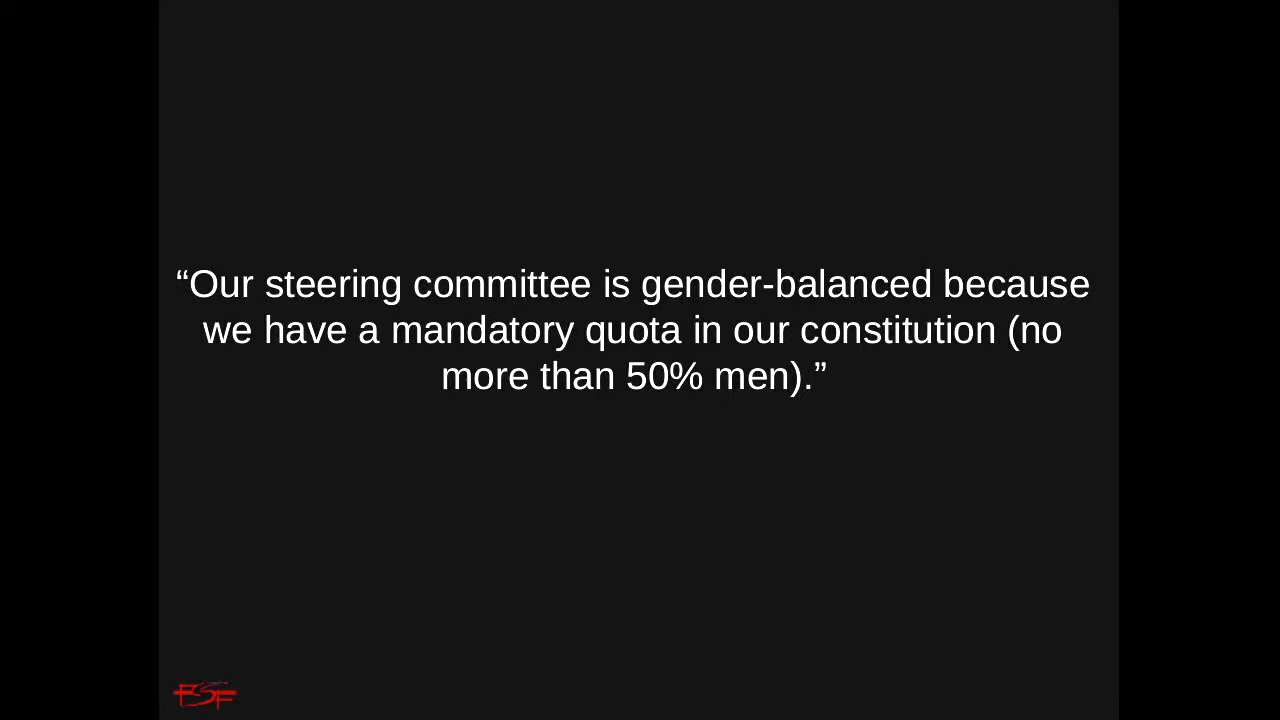 “Our steering committee is gender-balanced because
we have a mandatory quota in our constitution (no
more than 50% men).”
FSF